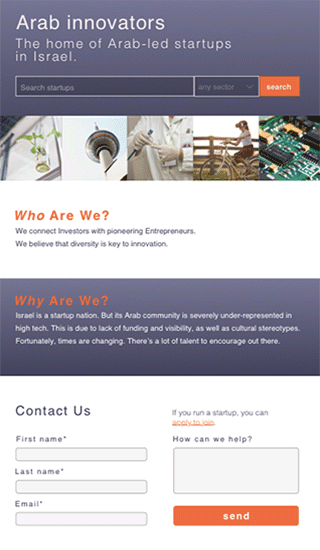 Arab innovators
The home of Arab-led startups
in Israel.
Search startups
any sector
search
Who Are We?
We connect Investors with pioneering Entrepreneurs.
We believe that diversity is key to innovation.
Why Are We?
Israel is a startup nation. But its Arab community is severely under-represented in
high tech. This is due to lack of funding and visibility, as well as cultural stereotypes.
Fortunately, times are changing. There's a lot of talent to encourage out there.
Contact Us
If you run a startup, you can
apply to join.
First name*
How can we help?
Last name*
Email*
send